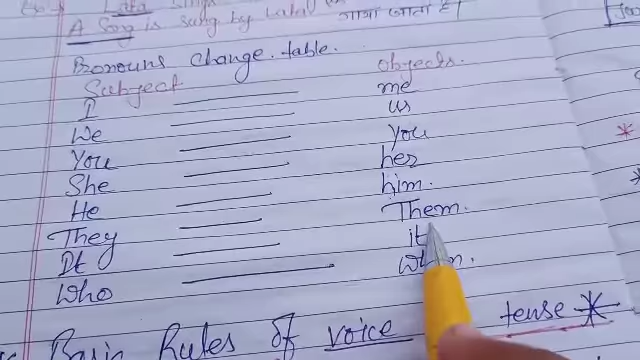 Lata
A Song is sung by Lata
गाया जाता है।
Pronouns change table.
Subject objects.
I me
We us
You you
She her
He him.
They Them.
It it
Who
Basic Rules of voice tense *